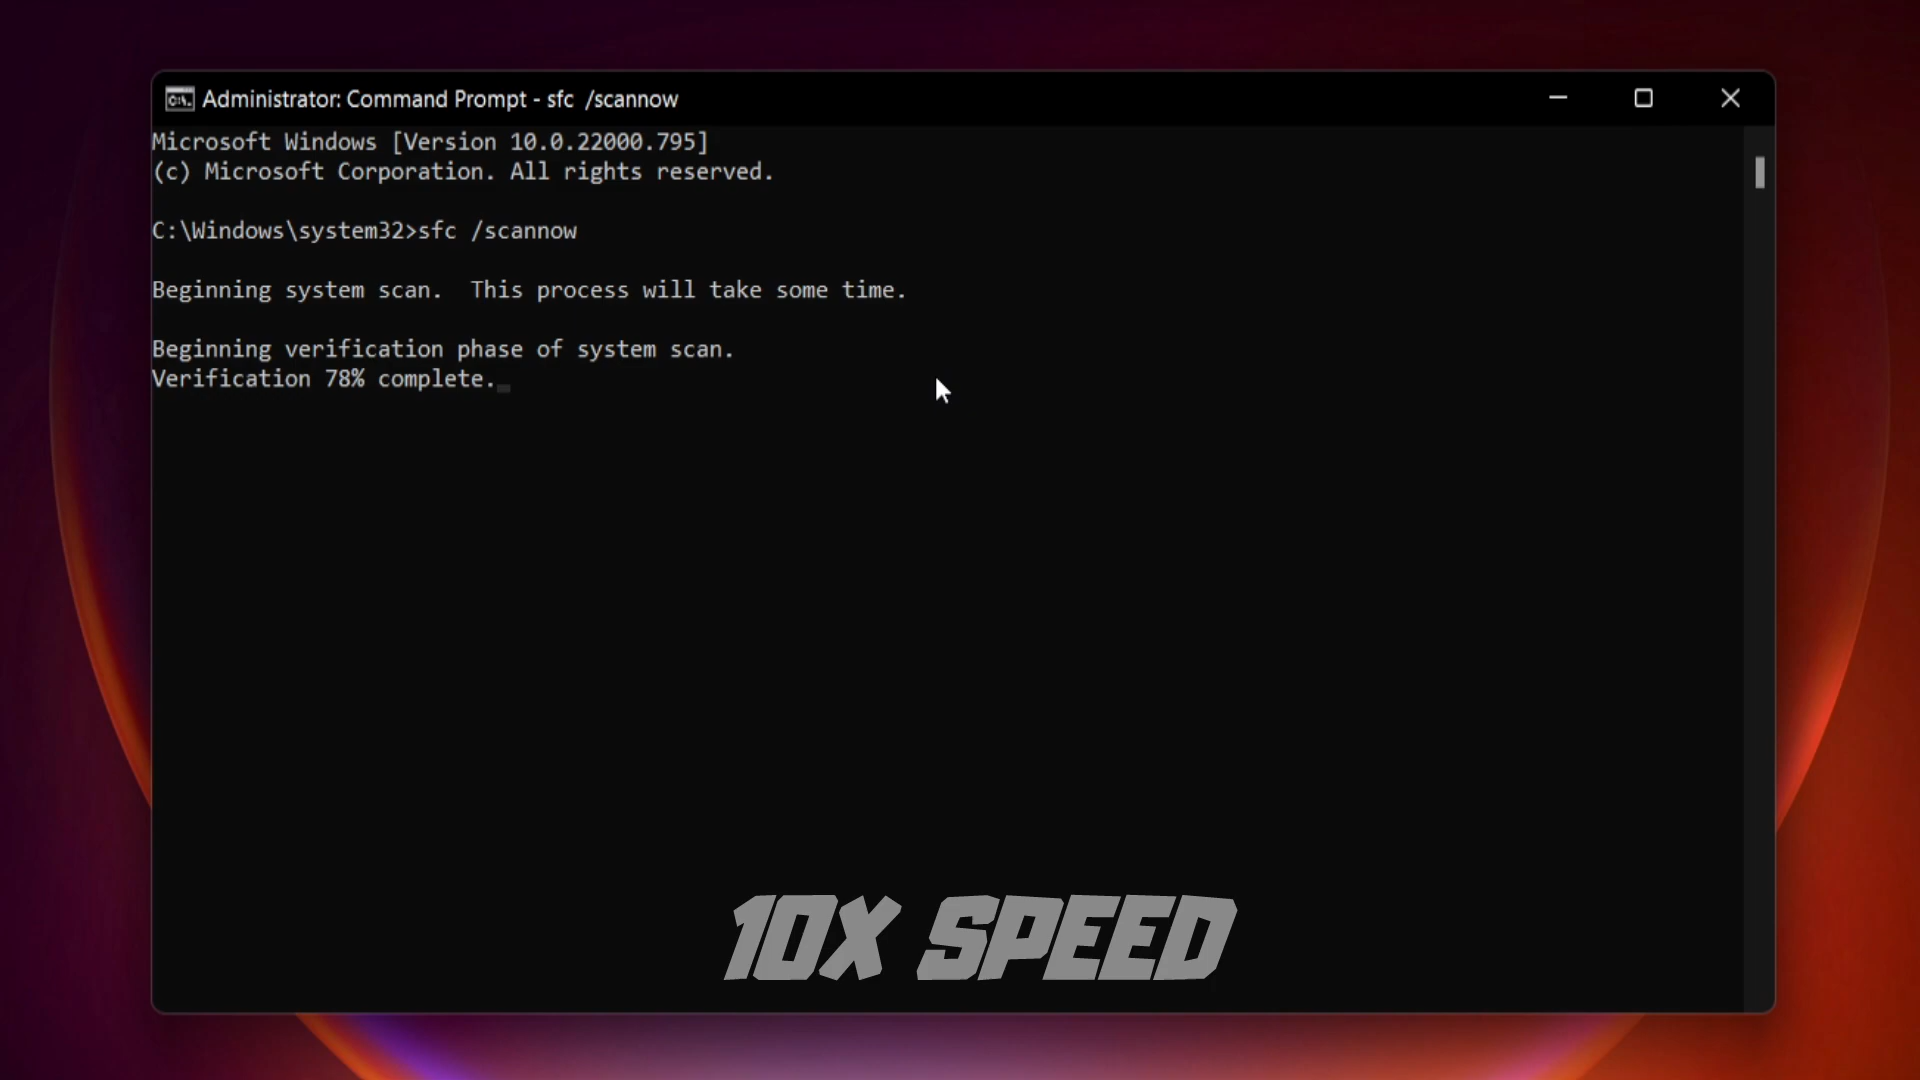 Administrator: Command Prompt - sfc  /scannow
Microsoft Windows [Version 10.0.22000.795]
(c) Microsoft Corporation. All rights reserved.
C:\Windows\system32>sfc /scannow
Beginning system scan.  This process will take some time.
Beginning verification phase of system scan.
Verification 78% complete.
10X SPEED